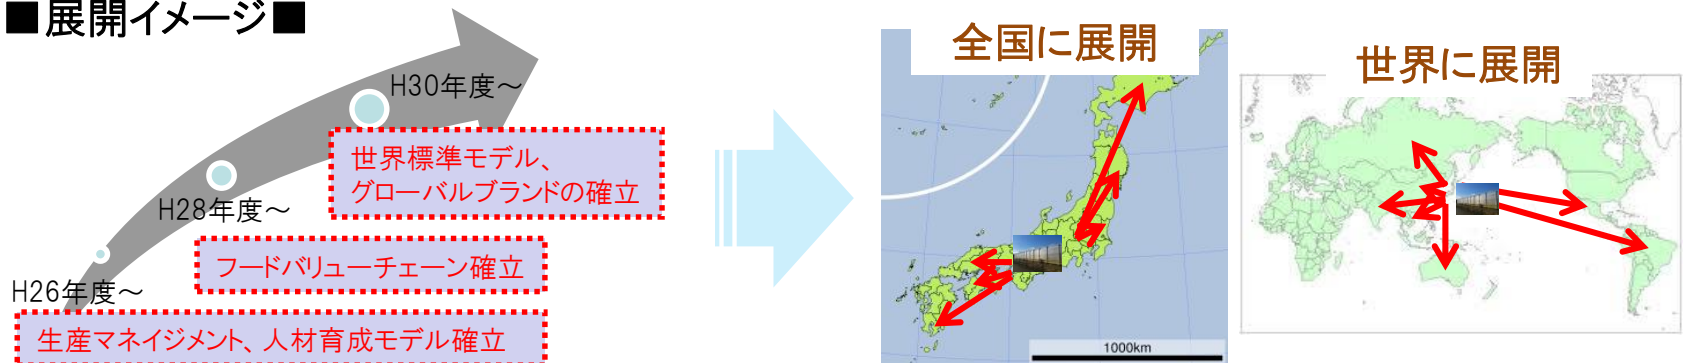 ■展開イメージ■
H30年度～
世界標準モデル、
グローバルブランドの確立
H28年度～
フードバリューチェーン確立
H26年度～
生産マネイジメント、人材育成モデル確立
全国に展開
1000km
世界に展開